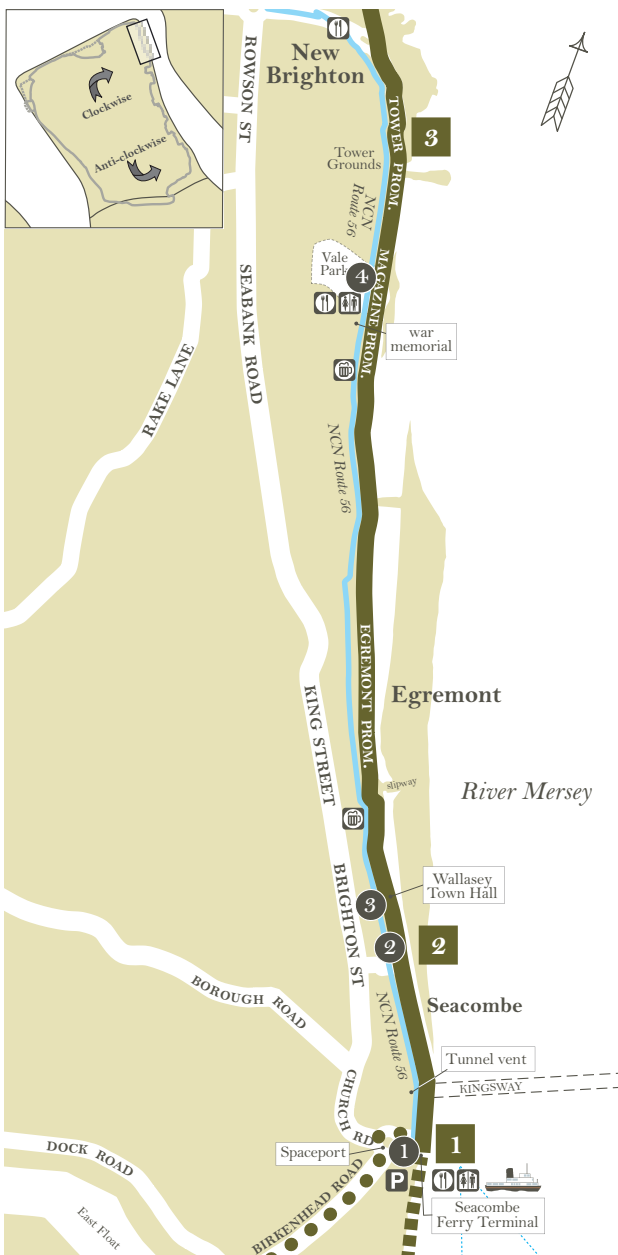 Clockwise
Anti-clockwise
ROWSON ST
New
Brighton
TOWER PROM.
3
Tower
Grounds
NCN
Route 56
Vale
Park
4
MAGAZINE PROM.
war
memorial
SEABANK ROAD
RAKE LANE
NCN Route 56
EGREMONT PROM.
Egremont
KING STREET
slipway
River Mersey
Wallasey
Town Hall
3
BRIGHTON ST
2
2
BOROUGH ROAD
Seacombe
NCN Route 56
Tunnel vent
KINGSWAY
CHURCH RD
1
1
Spaceport
DOCK ROAD
P
BIRKENHEAD ROAD
Seacombe
Ferry Terminal
East Float